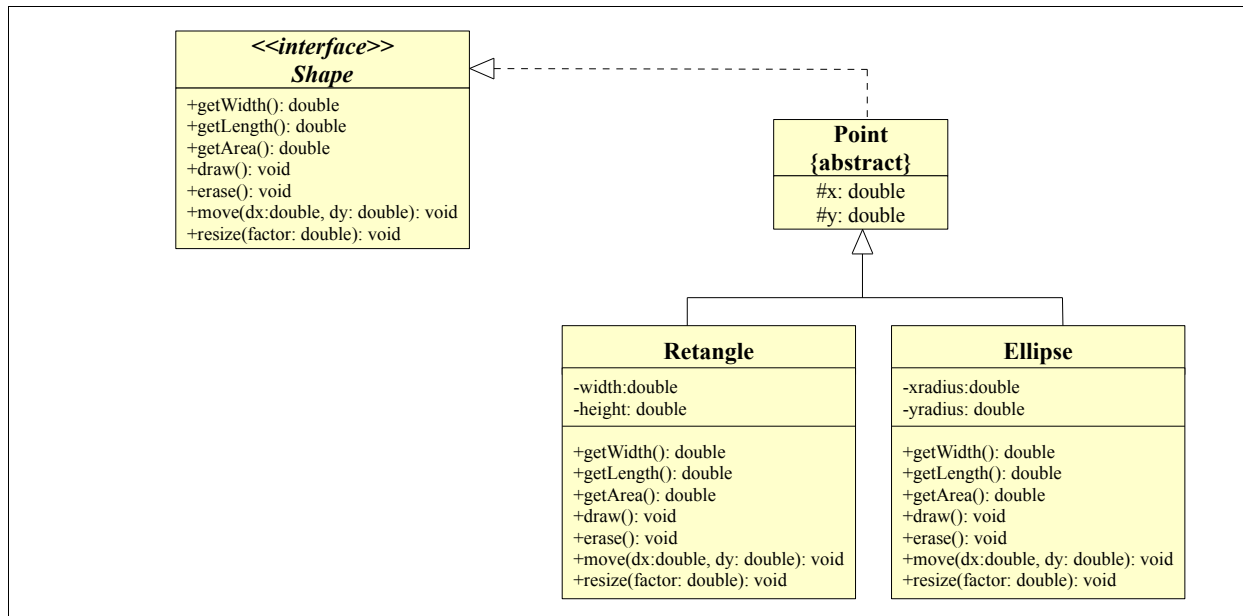 <<interface>>
Shape
+getWidth(): double
+getLength(): double
+getArea(): double
+draw(): void
+erase(): void
+move(dx:double, dy: double): void
+resize(factor: double): void
Point
{abstract}
#x: double
#y: double
Retangle
-width:double
-height: double
+getWidth(): double
+getLength(): double
+getArea(): double
+draw(): void
+erase(): void
+move(dx:double, dy: double): void
+resize(factor: double): void
Ellipse
-xradius:double
-yradius: double
+getWidth(): double
+getLength(): double
+getArea(): double
+draw(): void
+erase(): void
+move(dx:double, dy: double): void
+resize(factor: double): void